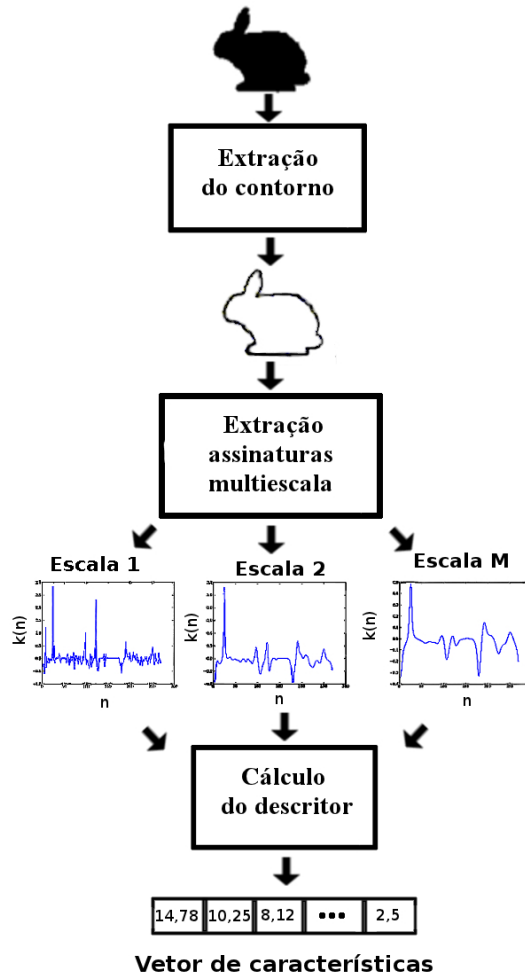 Extração
do contorno
Extração
assinaturas
multiescala
Escala 1
Escala 2
Escala M
k(n)
k(n)
k(n)
n
n
n
Cálculo
do descritor
14,78 10,25 8,12 ••• 2,5
Vetor de características